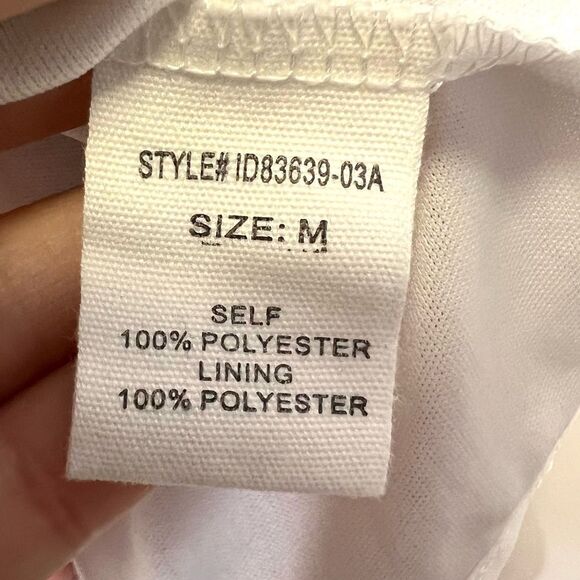 STYLE# ID83639-03A
SIZE: M
SELF
100% POLYESTER
LINING
100% POLYESTER